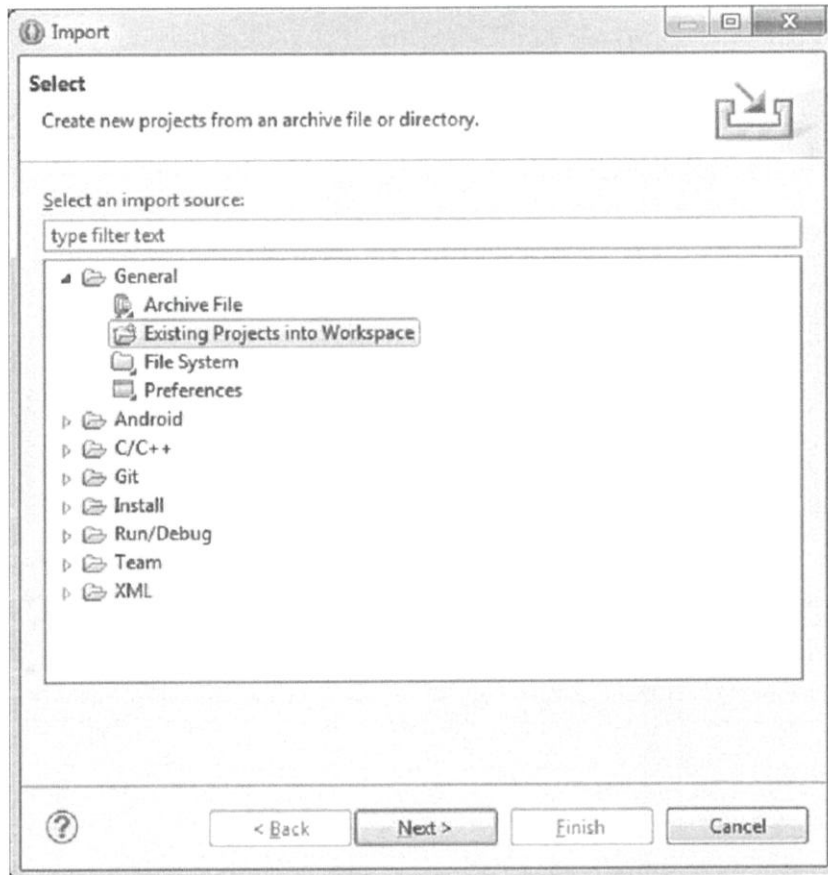 Import
Select
Create new projects from an archive file or directory.
Select an import source:
type filter text
General
Archive File
Existing Projects into Workspace
File System
Preferences
Android
C/C++
Git
Install
Run/Debug
Team
XML
?
< Back Next > Finish Cancel